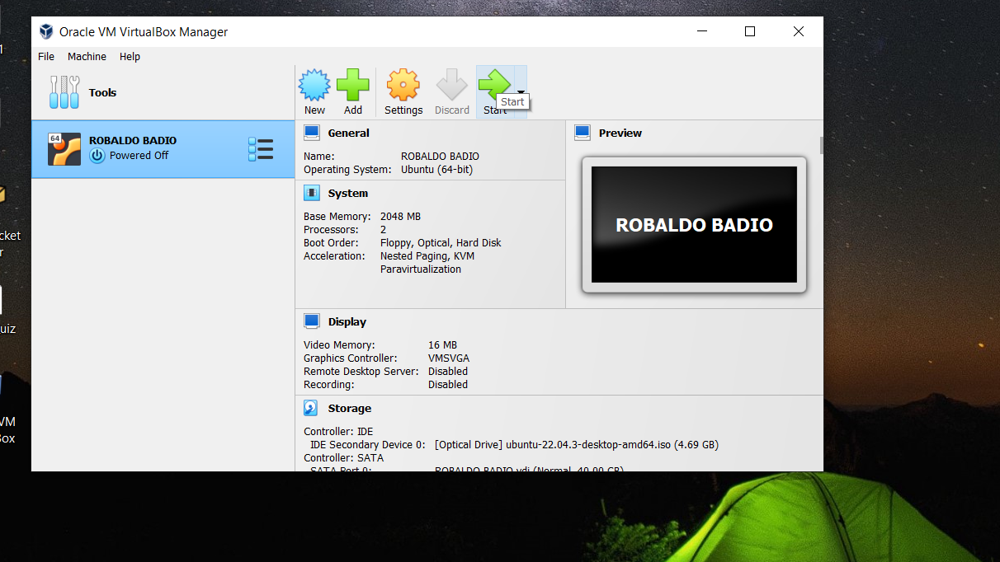 Oracle VM VirtualBox Manager
File Machine Help
Tools
New Add Settings Discard Start
Start
64
ROBALDO BADIO
Powered Off
General
Name: ROBALDO BADIO
Operating System: Ubuntu (64-bit)
System
Base Memory: 2048 MB
Processors: 2
Boot Order: Floppy, Optical, Hard Disk
Acceleration: Nested Paging, KVM
Paravirtualization
Preview
ROBALDO BADIO
Display
Video Memory: 16 MB
Graphics Controller: VMSVGA
Remote Desktop Server: Disabled
Recording: Disabled
Storage
Controller: IDE
IDE Secondary Device 0: [Optical Drive] ubuntu-22.04.3-desktop-amd64.iso (4.69 GB)
Controller: SATA
SATA Port 0: ROBALDO BADIO.vdi (Normal, 40.00 GB)
1
cket
r
uiz
VM
Box